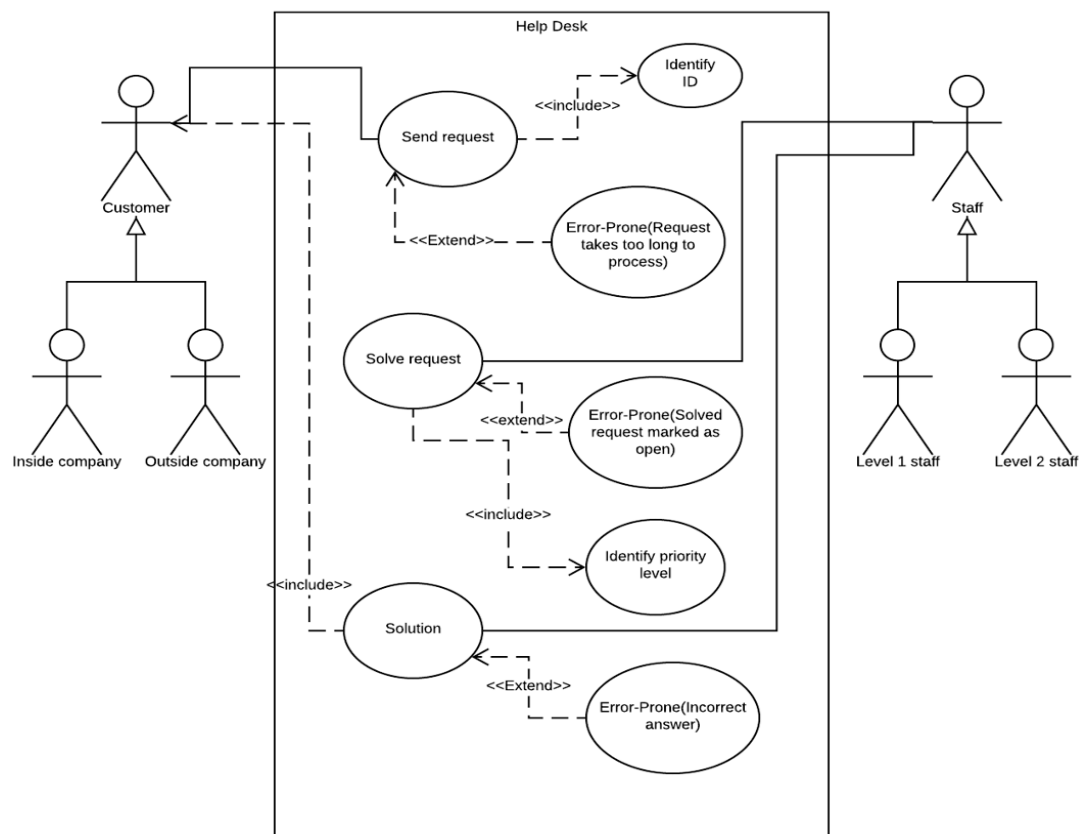 Help Desk
Identify
ID
<<include>>
Send request
Customer
Staff
<<Extend>>
Error-Prone(Request
takes too long to
process)
Solve request
<<extend>>
Error-Prone(Solved
request marked as
open)
Inside company
Outside company
Level 1 staff
Level 2 staff
<<include>>
Identify priority
level
<<include>>
Solution
<<Extend>>
Error-Prone(Incorrect
answer)